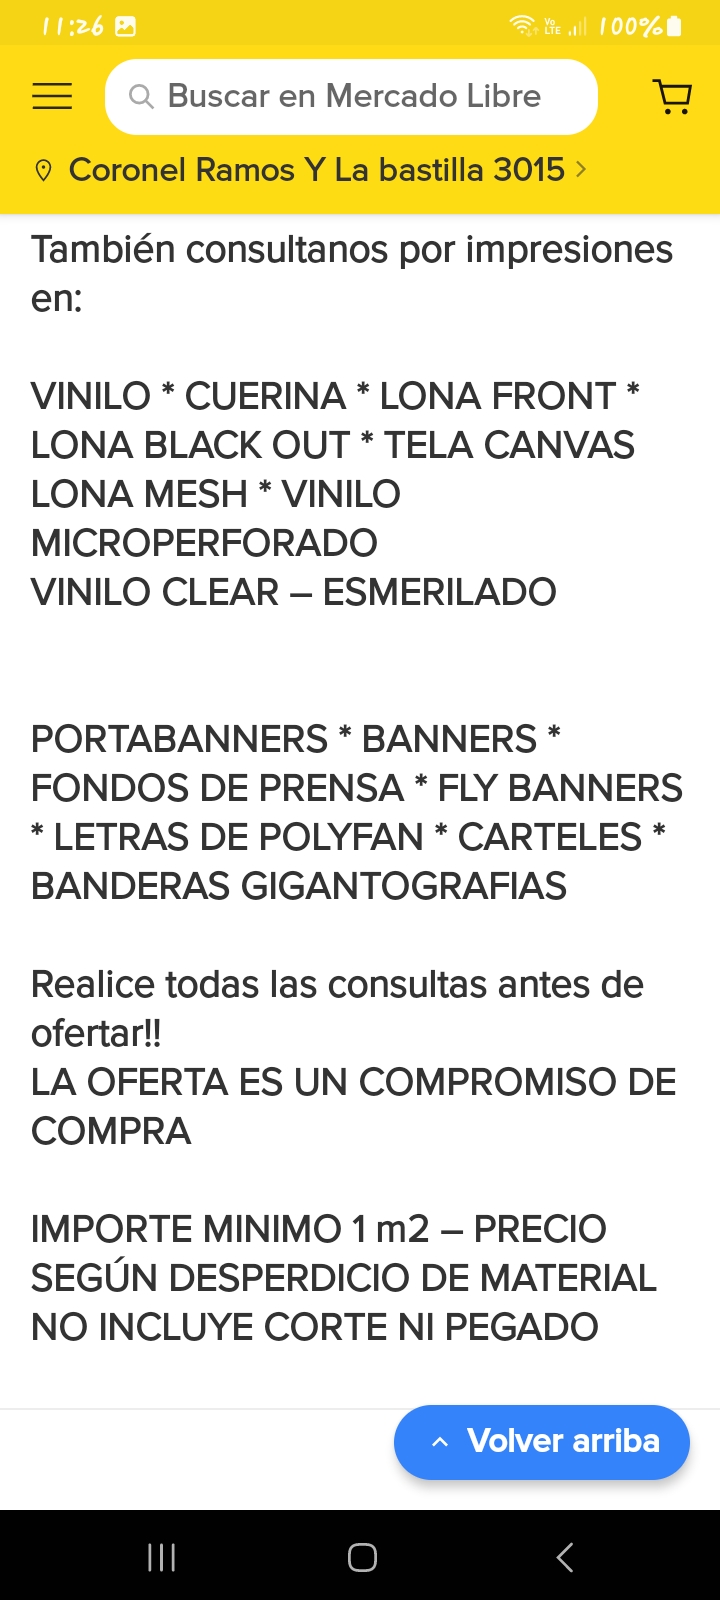 11:26
Vo LTE 100%
Buscar en Mercado Libre
Coronel Ramos Y La bastilla 3015
También consultanos por impresiones
en:
VINILO * CUERINA * LONA FRONT *
LONA BLACK OUT * TELA CANVAS
LONA MESH * VINILO
MICROPERFORADO
VINILO CLEAR – ESMERILADO
PORTABANNERS * BANNERS *
FONDOS DE PRENSA * FLY BANNERS
* LETRAS DE POLYFAN * CARTELES *
BANDERAS GIGANTOGRAFIAS
Realice todas las consultas antes de
ofertar!!
LA OFERTA ES UN COMPROMISO DE
COMPRA
IMPORTE MINIMO 1 m2 – PRECIO
SEGÚN DESPERDICIO DE MATERIAL
NO INCLUYE CORTE NI PEGADO
Volver arriba